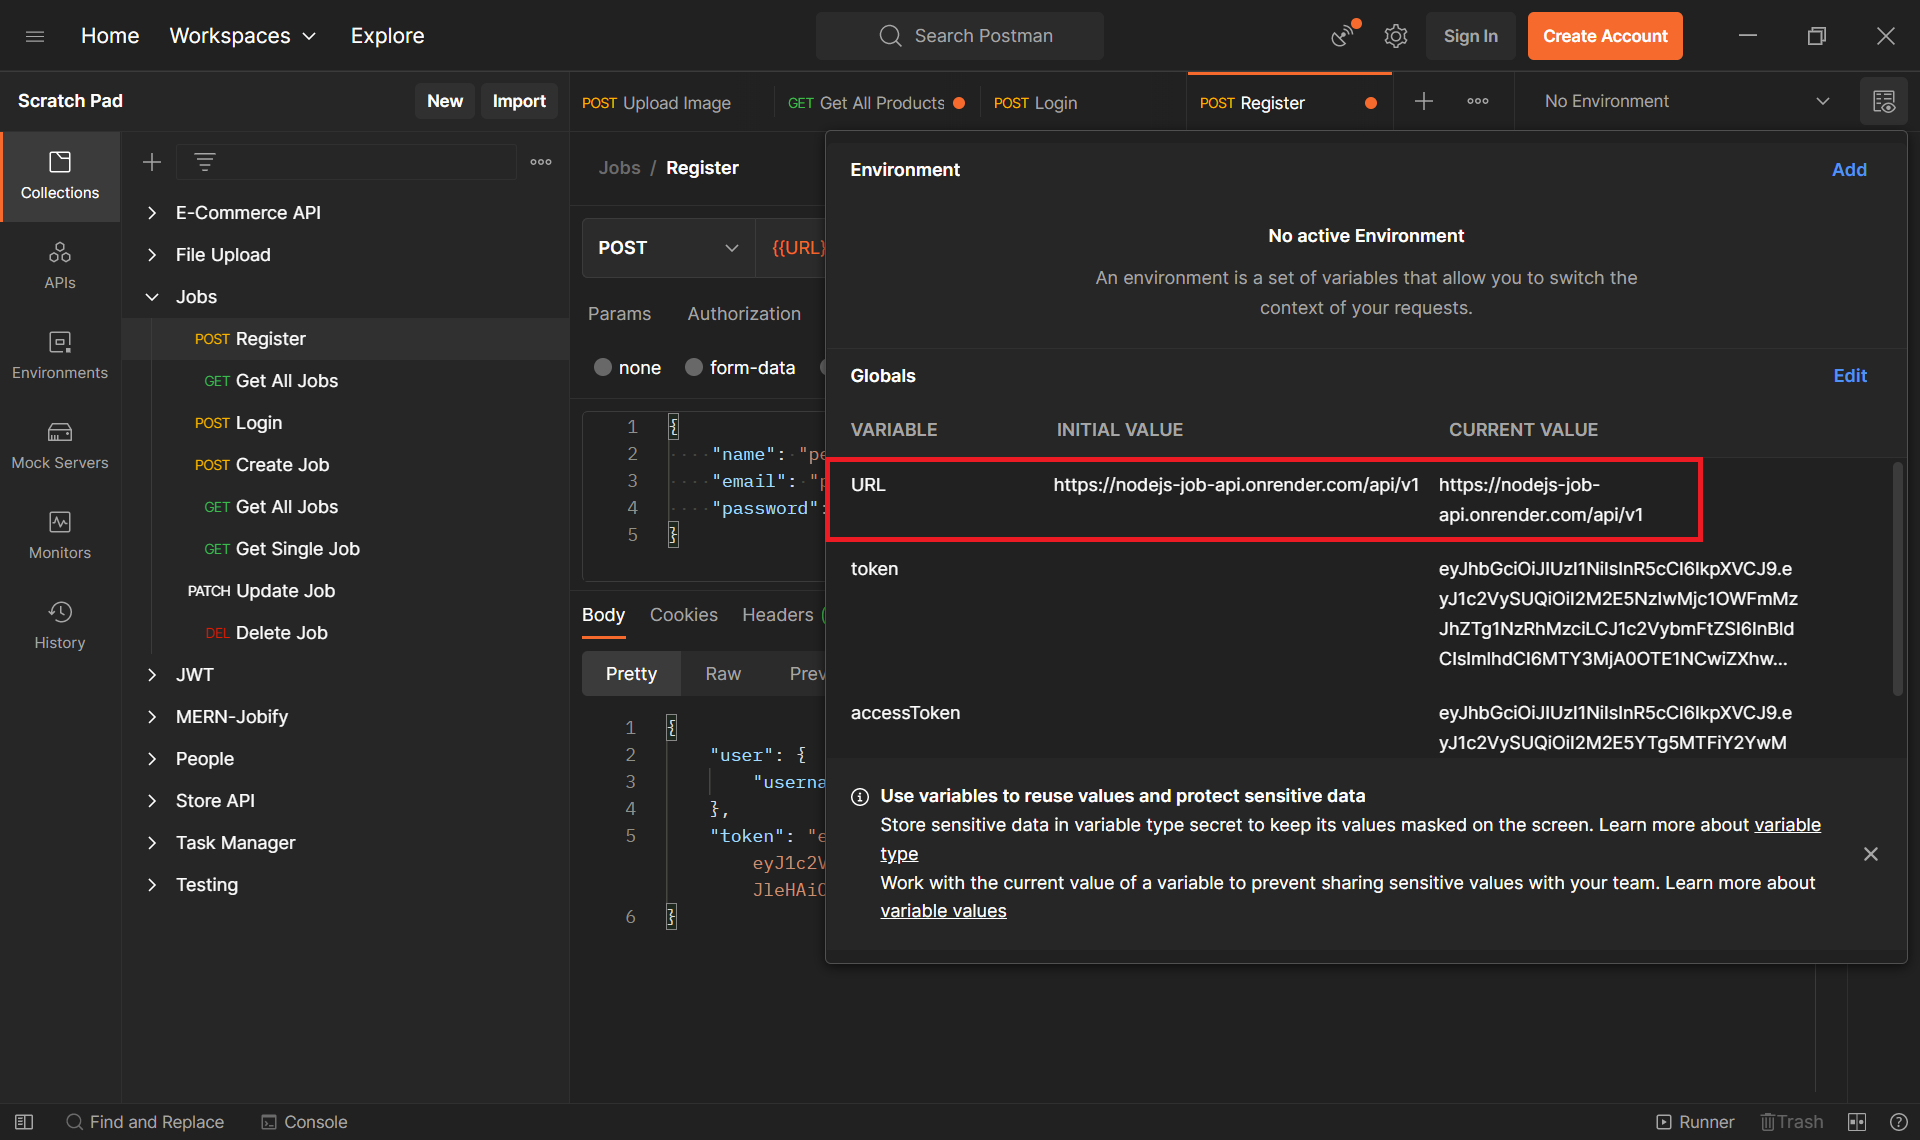 Home
Workspaces
Explore
Search Postman
Sign In
Create Account
Scratch Pad
New
Import
POST Upload Image
GET Get All Products
POST Login
POST Register
No Environment
Collections
APIs
Environments
Mock Servers
Monitors
History
E-Commerce API
File Upload
Jobs
POST Register
GET Get All Jobs
POST Login
POST Create Job
GET Get All Jobs
GET Get Single Job
PATCH Update Job
DEL Delete Job
JWT
MERN-Jobify
People
Store API
Task Manager
Testing
Jobs / Register
POST
{{URL}
Params
Authorization
none
form-data
1 {
2 "name": "pe
3 "email": "p
4 "password":
5 }
Body
Cookies
Headers (
Pretty
Raw
Prev
1 {
2 "user": {
3 "userna
4 },
5 "token": "e
eyJ1c2V
6 }
Environment
Add
No active Environment
An environment is a set of variables that allow you to switch the
context of your requests.
Globals
Edit
VARIABLE
INITIAL VALUE
CURRENT VALUE
URL
https://nodejs-job-api.onrender.com/api/v1
https://nodejs-job-
api.onrender.com/api/v1
token
accessToken
Use variables to reuse values and protect sensitive data
Store sensitive data in variable type secret to keep its values masked on the screen. Learn more about variable
type
Work with the current value of a variable to prevent sharing sensitive values with your team. Learn more about
variable values
Find and Replace
Console
Runner
Trash